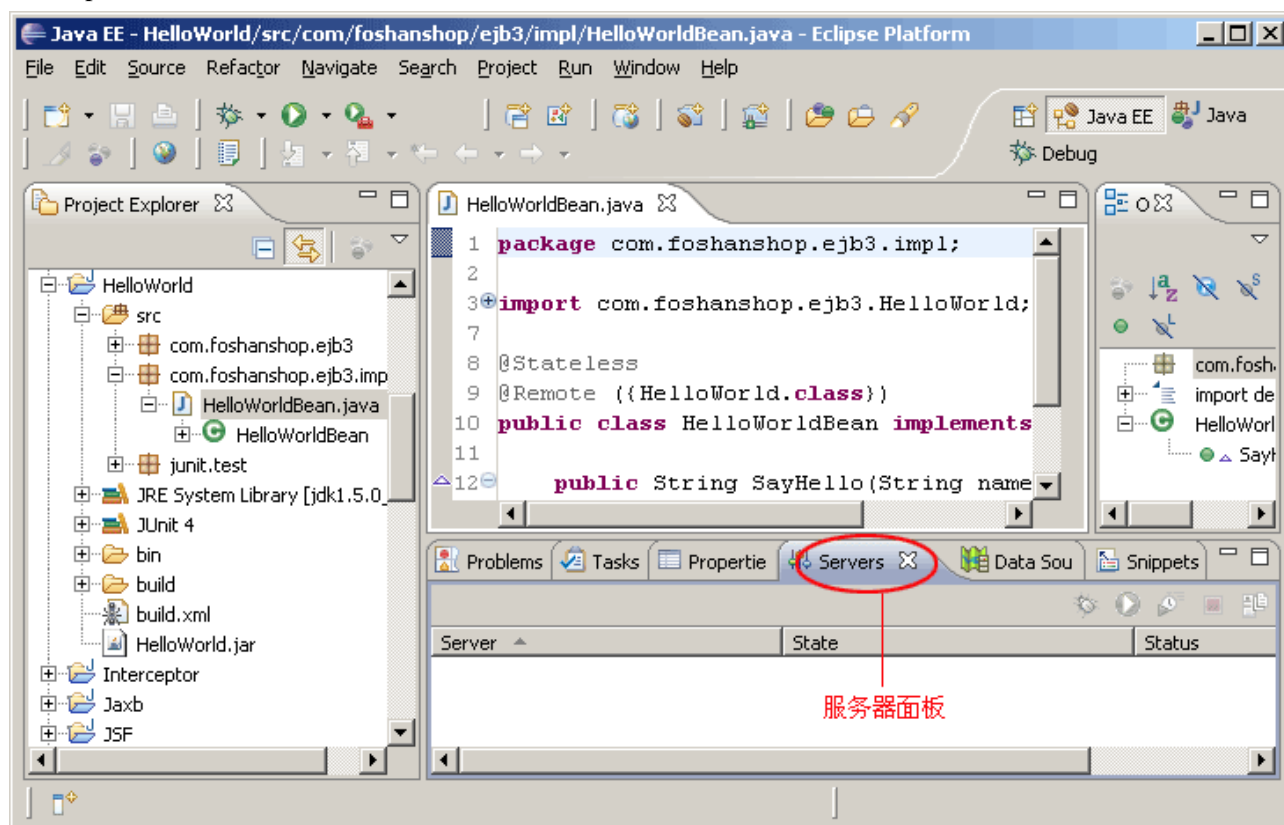 Java EE - HelloWorld/src/com/foshanshop/ejb3/impl/HelloWorldBean.java - Eclipse Platform
File Edit Source Refactor Navigate Search Project Run Window Help
Java EE Java
Debug
Project Explorer
HelloWorld
src
com.foshanshop.ejb3
com.foshanshop.ejb3.imp
HelloWorldBean.java
HelloWorldBean
junit.test
JRE System Library [jdk1.5.0_
JUnit 4
bin
build
build.xml
HelloWorld.jar
Interceptor
Jaxb
JSF
HelloWorldBean.java
1 package com.foshanshop.ejb3.impl;
2
3 import com.foshanshop.ejb3.HelloWorld;
7
8 @Stateless
9 @Remote ({HelloWorld.class})
10 public class HelloWorldBean implements
11
12 public String SayHello(String name
O
com.fosh
import de
HelloWorl
SayH
Problems Tasks Propertie Servers Data Sou Snippets
Server State Status
服务器面板